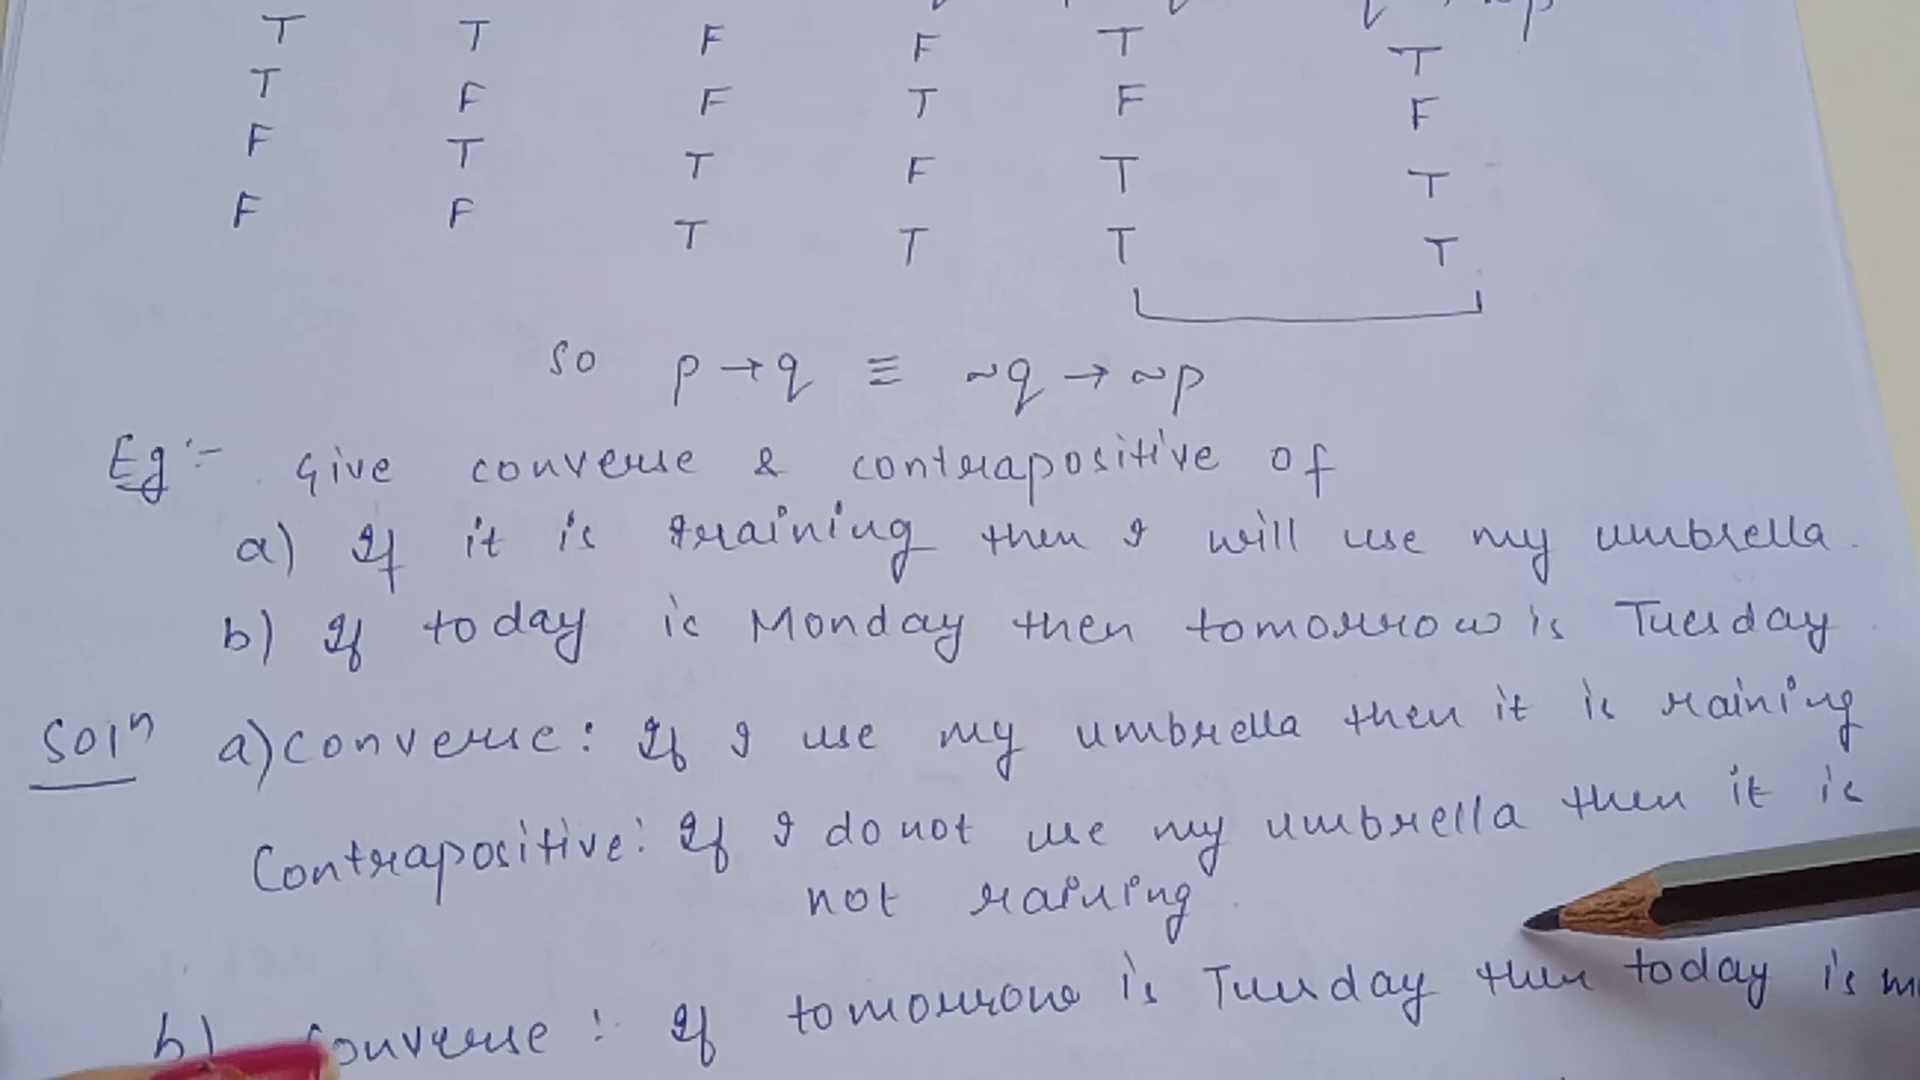 T T F F T T
T F F T F F
F T T F T T
F F T T T T
so p → q ≡ ~q → ~p
Eg:- Give converse & contrapositive of
a) If it is raining then I will use my umbrella.
b) If today is Monday then tomorrow is Tuesday.
Solⁿ a) converse: If I use my umbrella then it is raining
Contrapositive: If I do not use my umbrella then it is
not raining.
b) converse: If tomorrow is Tuesday then today is